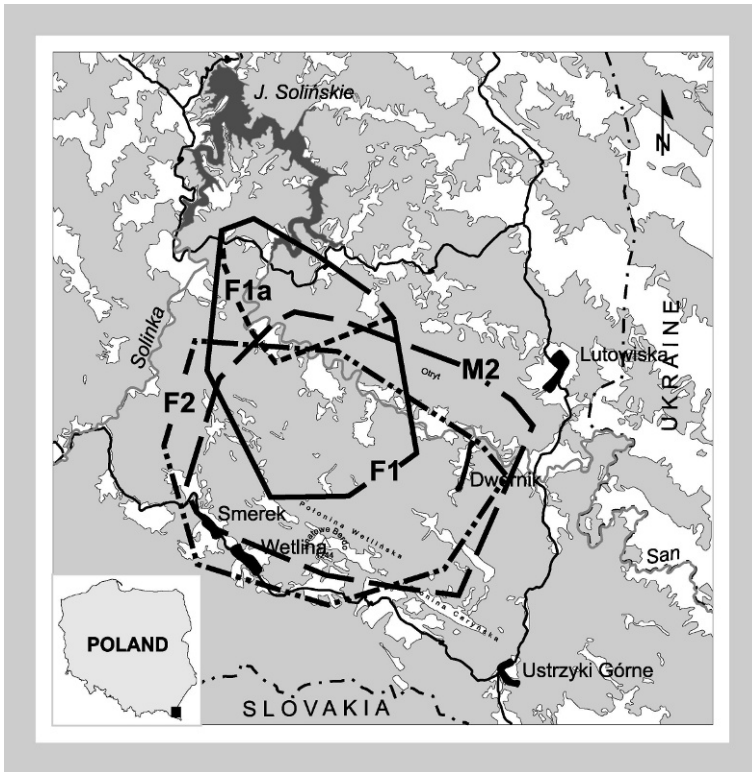 J. Solińskie
N
F1a
Solinka
UKRAINE
Lutowiska
M2
Otryt
F2
F1
Dwernik
Smerek
Połonina Wetlińska
Wetlina
San
POLAND
Ustrzyki Górne
SLOVAKIA